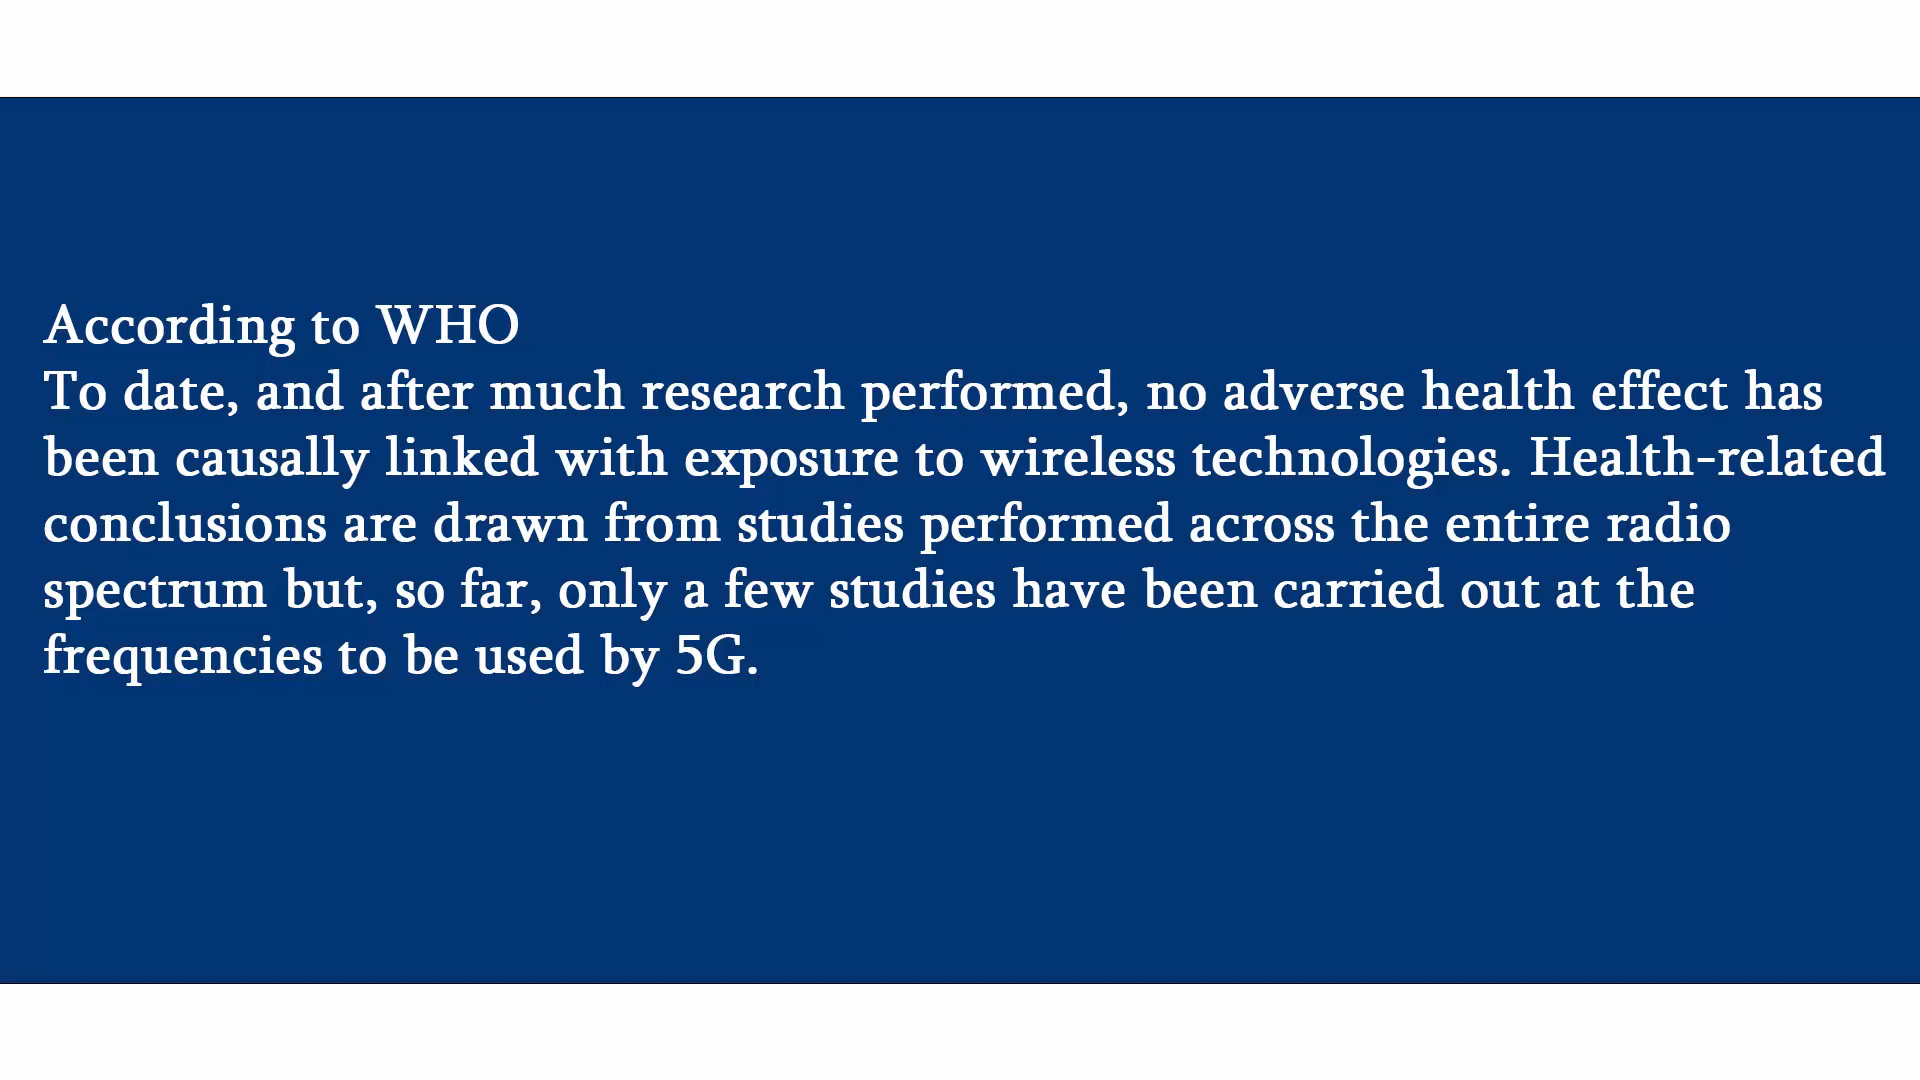 According to WHO
To date, and after much research performed, no adverse health effect has
been causally linked with exposure to wireless technologies. Health-related
conclusions are drawn from studies performed across the entire radio
spectrum but, so far, only a few studies have been carried out at the
frequencies to be used by 5G.